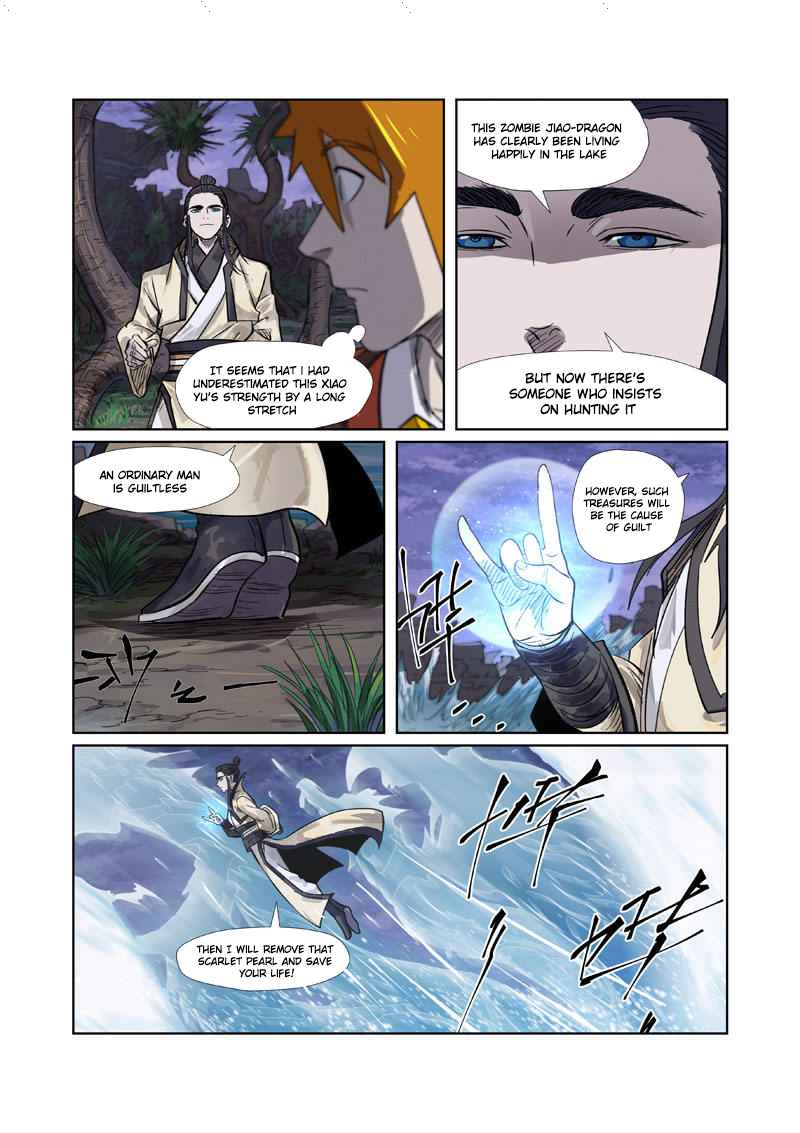 IT SEEMS THAT I HAD
UNDERESTIMATED THIS XIAO
YU'S STRENGTH BY A LONG
STRETCH
THIS ZOMBIE JIAO-DRAGON
HAS CLEARLY BEEN LIVING
HAPPILY IN THE LAKE
BUT NOW THERE'S
SOMEONE WHO INSISTS
ON HUNTING IT
AN ORDINARY MAN
IS GUILTLESS
HOWEVER, SUCH
TREASURES WILL
BE THE CAUSE
OF GUILT
THEN I WILL REMOVE THAT
SCARLET PEARL AND SAVE
YOUR LIFE!